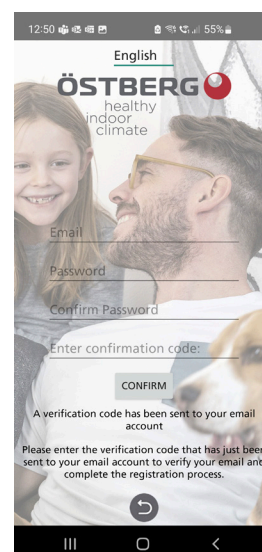 12:50 55%
English
ÖSTBERG
healthy
indoor
climate
Email
Password
Confirm Password
Enter confirmation code:
CONFIRM
A verification code has been sent to your email
account
Please enter the verification code that has just been
sent to your email account to verify your email and
complete the registration process.